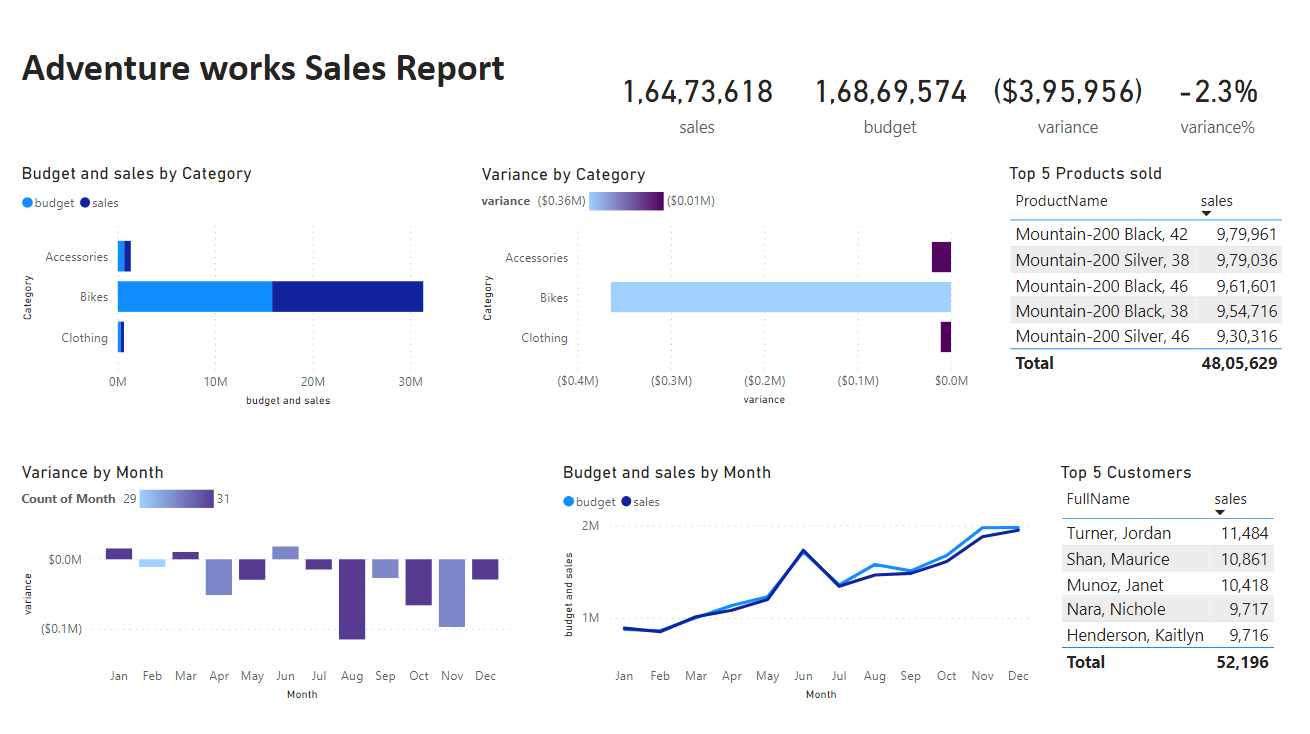 Adventure works Sales Report
1,64,73,618
sales
1,68,69,574
budget
($3,95,956)
variance
-2.3%
variance%
Budget and sales by Category
budget sales
Category
Accessories
Bikes
Clothing
0M 10M 20M 30M
budget and sales
Variance by Category
variance ($0.36M) ($0.01M)
Category
Accessories
Bikes
Clothing
($0.4M) ($0.3M) ($0.2M) ($0.1M) $0.0M
variance
Top 5 Products sold
ProductName sales
Mountain-200 Black, 42 9,79,961
Mountain-200 Silver, 38 9,79,036
Mountain-200 Black, 46 9,61,601
Mountain-200 Black, 38 9,54,716
Mountain-200 Silver, 46 9,30,316
Total 48,05,629
Variance by Month
Count of Month 29 31
variance
$0.0M
($0.1M)
Jan Feb Mar Apr May Jun Jul Aug Sep Oct Nov Dec
Month
Budget and sales by Month
budget sales
budget and sales
2M
1M
Jan Feb Mar Apr May Jun Jul Aug Sep Oct Nov Dec
Month
Top 5 Customers
FullName sales
Turner, Jordan 11,484
Shan, Maurice 10,861
Munoz, Janet 10,418
Nara, Nichole 9,717
Henderson, Kaitlyn 9,716
Total 52,196